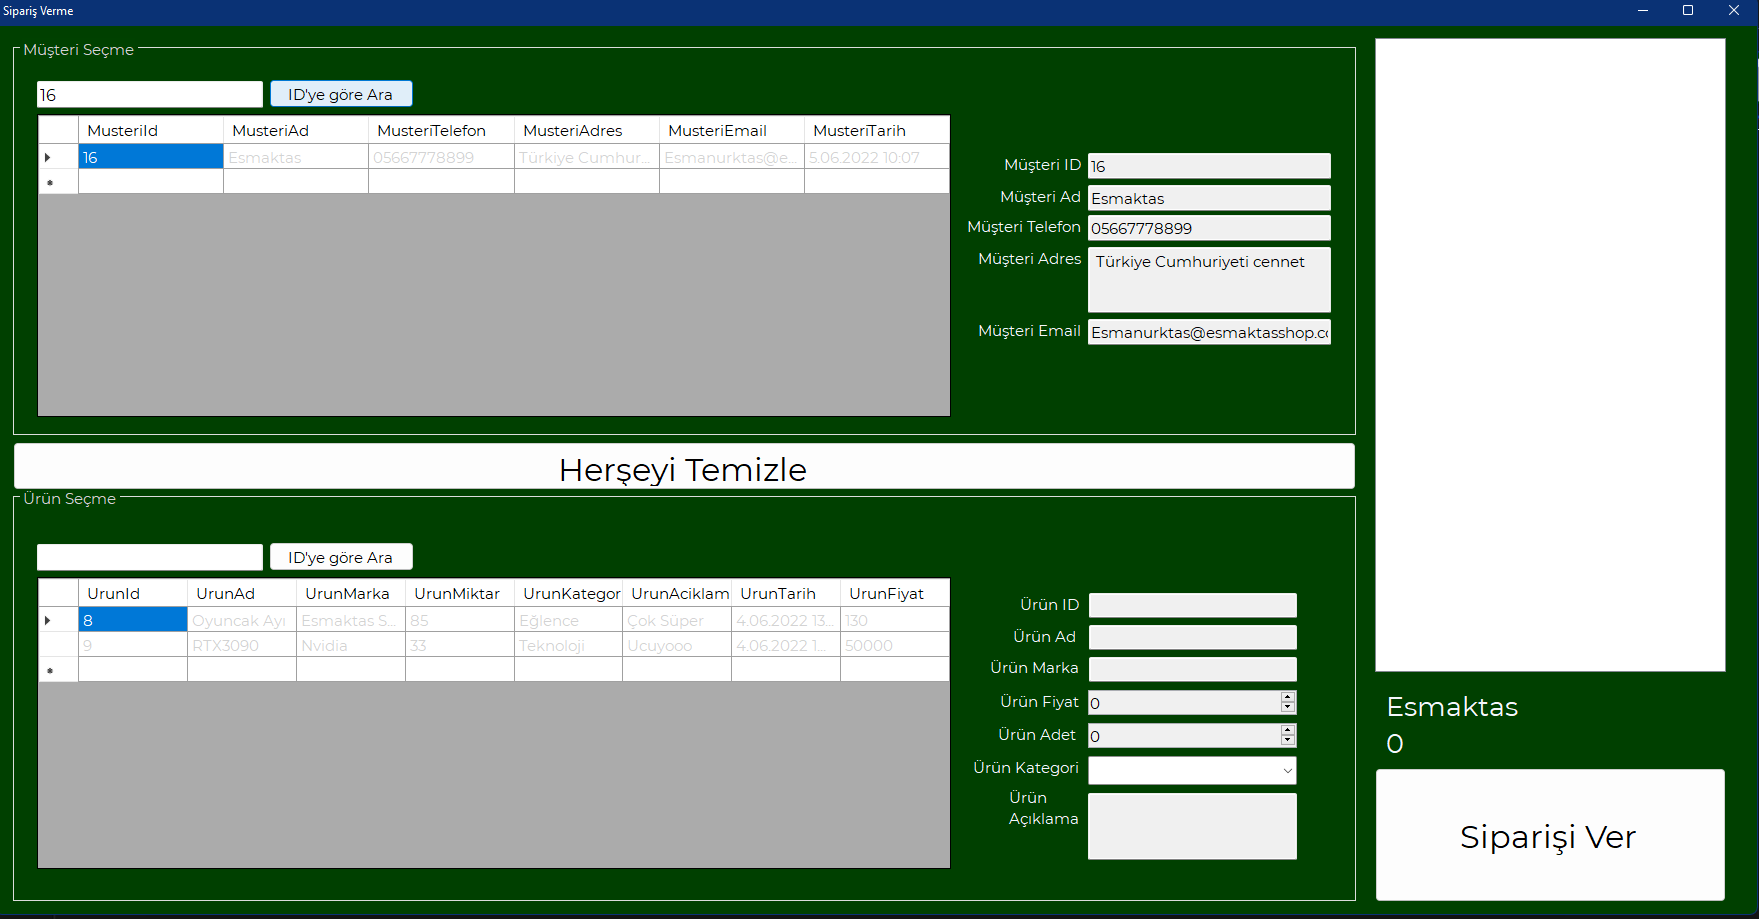 Sipariş Verme
Müşteri Seçme
16
ID'ye göre Ara
MusteriId MusteriAd MusteriTelefon MusteriAdres MusteriEmail MusteriTarih
16 Esmaktas 05667778899 Türkiye Cumhur... Esmanurktas@e... 5.06.2022 10:07
Müşteri ID 16
Müşteri Ad Esmaktas
Müşteri Telefon 05667778899
Müşteri Adres Türkiye Cumhuriyeti cennet
Müşteri Email Esmanurktas@esmaktasshop.co
Herşeyi Temizle
Ürün Seçme
ID'ye göre Ara
UrunId UrunAd UrunMarka UrunMiktar UrunKategor UrunAciklam UrunTarih UrunFiyat
8 Oyuncak Ayı Esmaktas S... 85 Eğlence Çok Süper 4.06.2022 13... 130
9 RTX3090 Nvidia 33 Teknoloji Ucuyooo 4.06.2022 1... 50000
Ürün ID
Ürün Ad
Ürün Marka
Ürün Fiyat 0
Ürün Adet 0
Ürün Kategori
Ürün
Açıklama
Esmaktas
0
Siparişi Ver